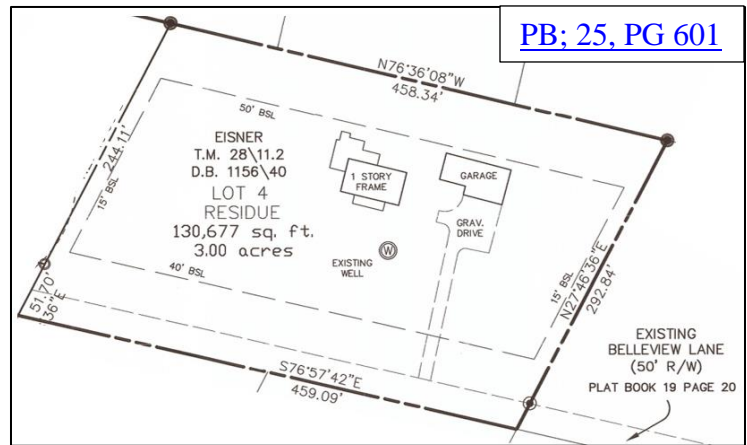 PB; 25, PG 601
N76°36'08"W
458.34'
50' BSL
EISNER
T.M. 28\11.2
D.B. 1156\40
LOT 4
RESIDUE
130,677 sq. ft.
3.00 acres
244.11'
15' BSL
1 STORY
FRAME
GARAGE
GRAV.
DRIVE
EXISTING
WELL
W
40' BSL
15' BSL
N27°46'36"E
292.84'
51.70'
36"E
S76°57'42"E
459.09'
EXISTING
BELLEVIEW LANE
(50' R/W)
PLAT BOOK 19 PAGE 20